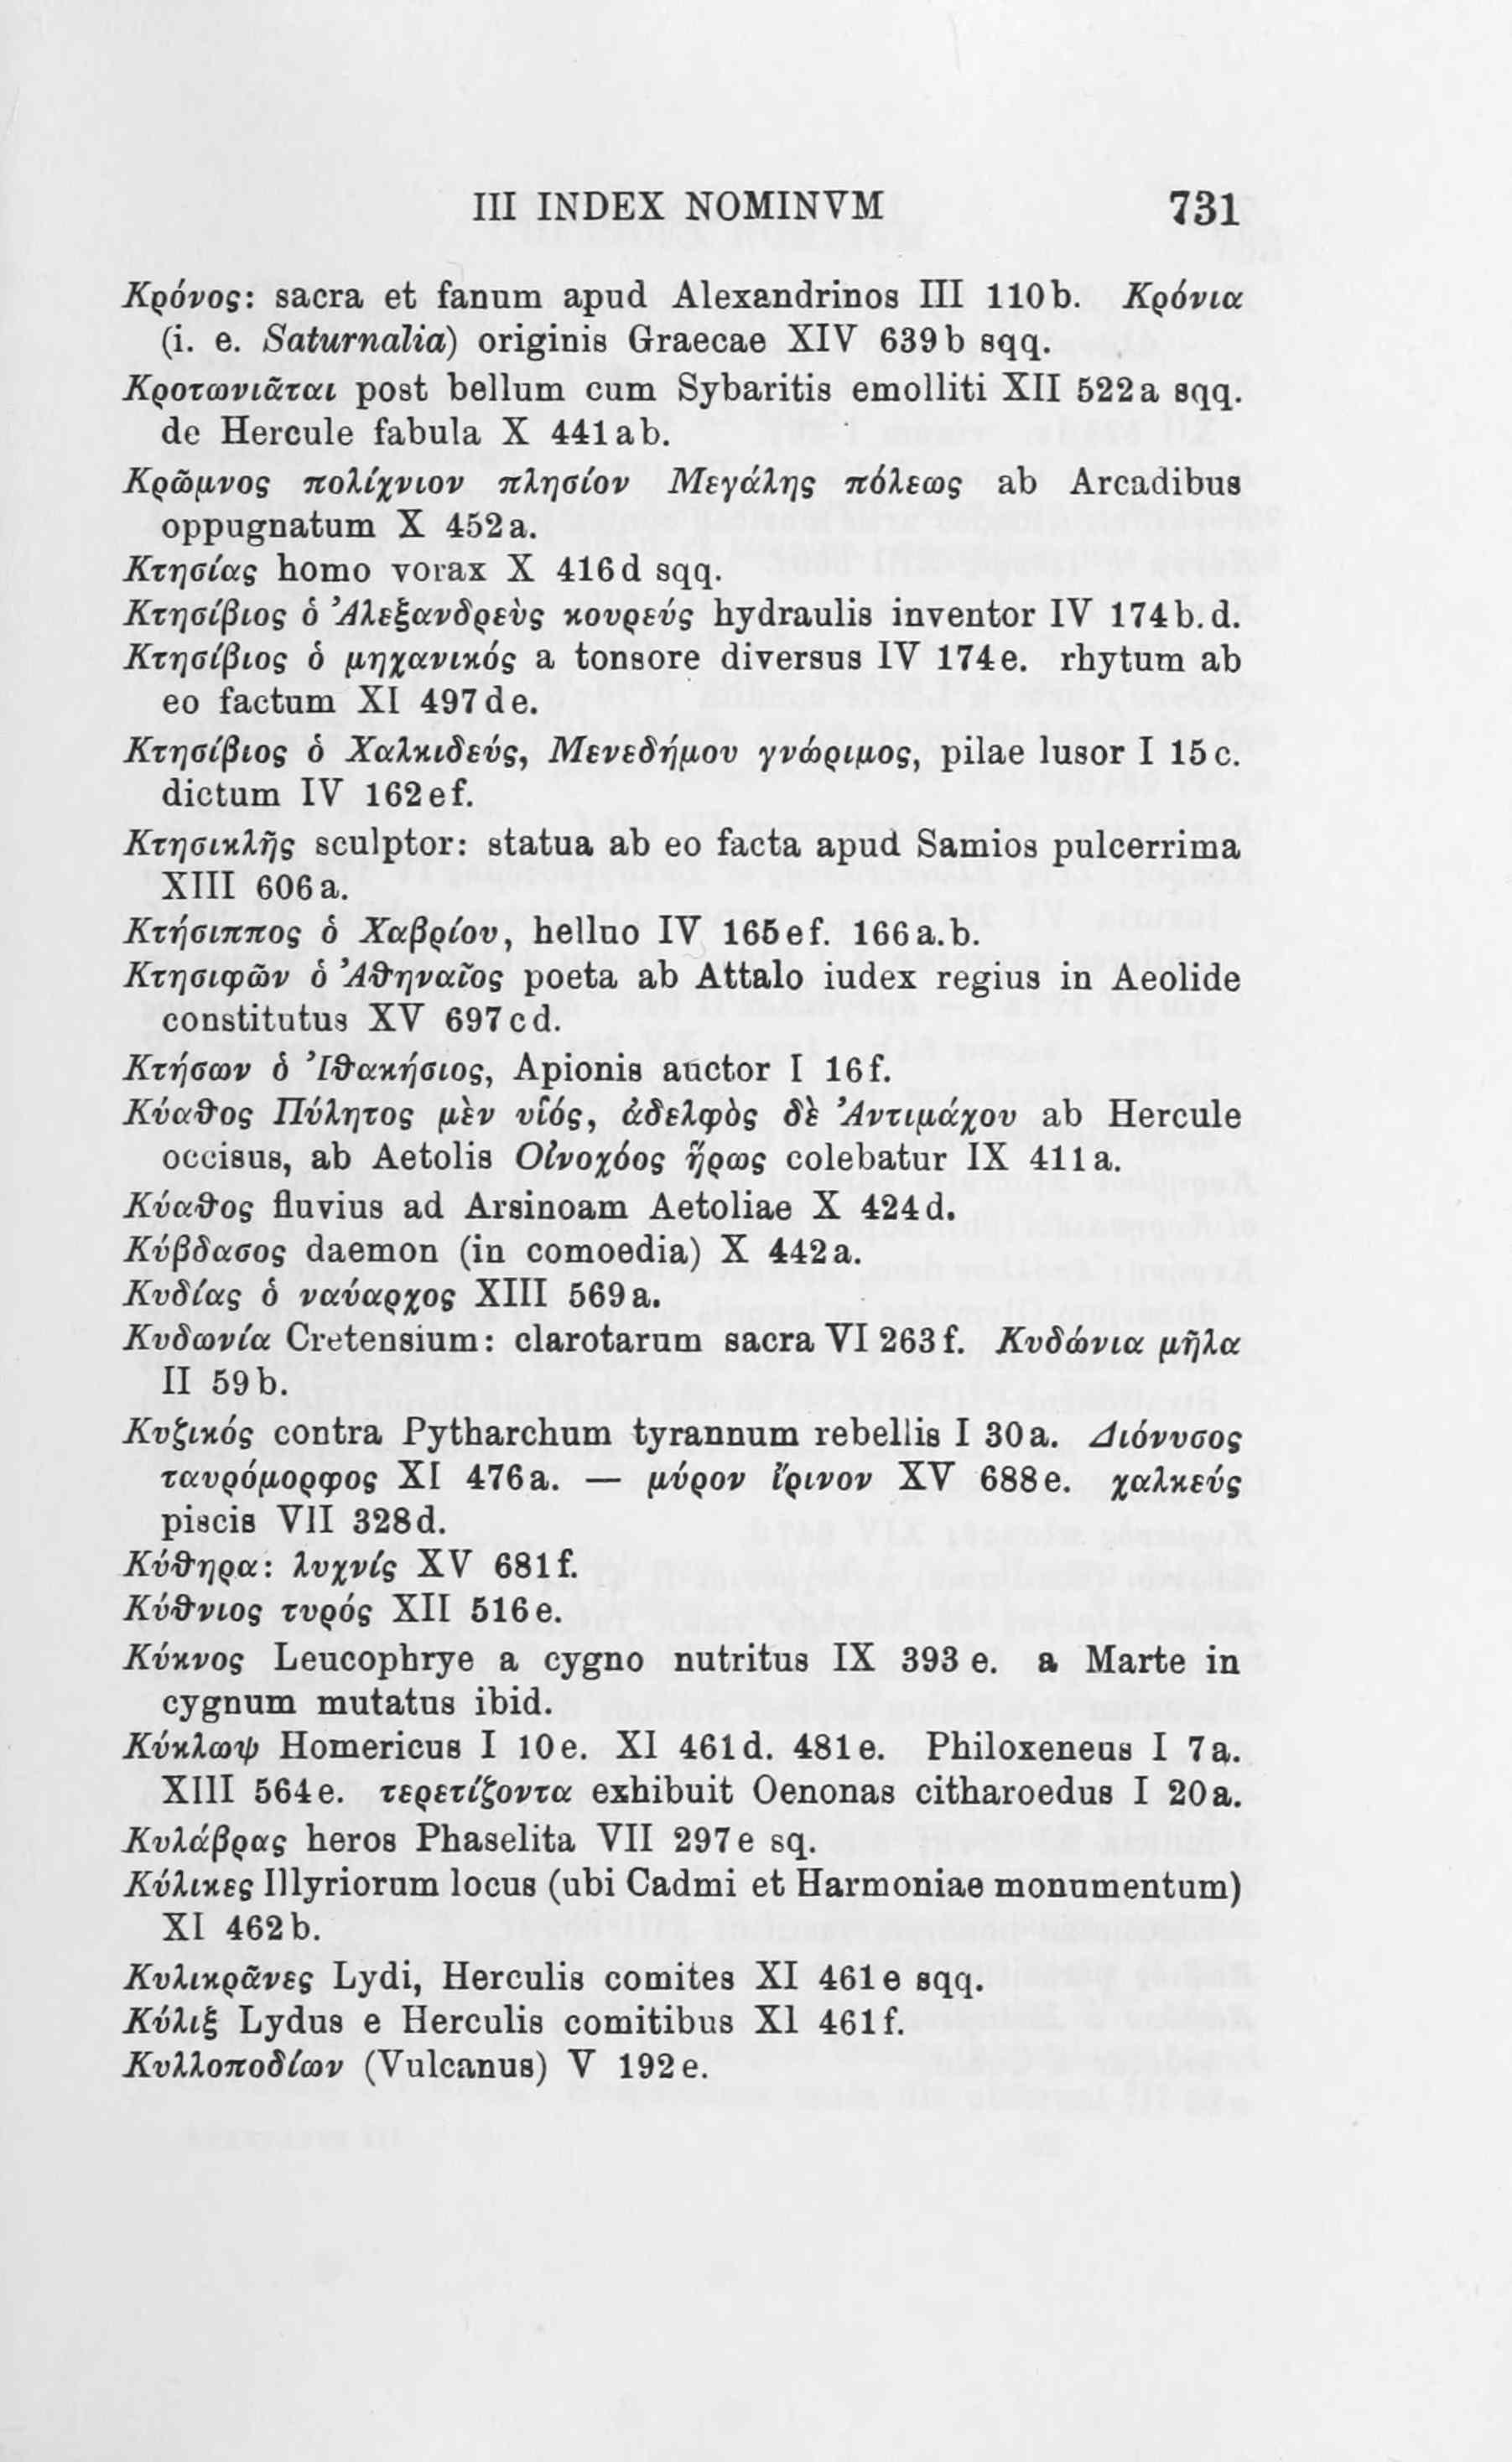 III INDEX NOMINVM 731
Κρόνος: sacra et fanum apud Alexandrinos III 110b. Κρόνια
(i. e. Saturnalia) originis Graecae XIV 639b sqq.
Κροτωνιᾶται post bellum cum Sybaritis emolliti XII 522a sqq.
de Hercule fabula X 441ab.
Κρῶμνος πολίχνιον πλησίον Μεγάλης πόλεως ab Arcadibus
oppugnatum X 452a.
Κτησίας homo vorax X 416d sqq.
Κτησίβιος ὁ Ἀλεξανδρεὺς κουρεύς hydraulis inventor IV 174b.d.
Κτησίβιος ὁ μηχανικός a tonsore diversus IV 174e. rhytum ab
eo factum XI 497de.
Κτησίβιος ὁ Χαλκιδεύς, Μενεδήμου γνώριμος, pilae lusor I 15c.
dictum IV 162ef.
Κτησικλῆς sculptor: statua ab eo facta apud Samios pulcerrima
XIII 606a.
Κτήσιππος ὁ Χαβρίου, helluo IV 165ef. 166a.b.
Κτησιφῶν ὁ Ἀθηναῖος poeta ab Attalo iudex regius in Aeolide
constitutus XV 697cd.
Κτήσων ὁ Ἰθακήσιος, Apionis auctor I 16f.
Κύαθος Πύλητος μὲν υἱός, ἀδελφὸς δὲ Ἀντιμάχου ab Hercule
occisus, ab Aetolis Οἰνοχόος ἥρως colebatur IX 411a.
Κύαθος fluvius ad Arsinoam Aetoliae X 424d.
Κύβδασος daemon (in comoedia) X 442a.
Κυδίας ὁ ναύαρχος XIII 569a.
Κυδωνία Cretensium: clarotarum sacra VI 263f. Κυδώνια μῆλα
II 59b.
Κυζικός contra Pytharchum tyrannum rebellis I 30a. Διόνυσος
ταυρόμορφος XI 476a. — μύρον ἴρινον XV 688e. χαλκεύς
piscis VII 328d.
Κύθηρα: λυχνίς XV 681f.
Κύθνιος τυρός XII 516e.
Κύκνος Leucophrye a cygno nutritus IX 393e. a Marte in
cygnum mutatus ibid.
Κύκλωψ Homericus I 10e. XI 461d. 481e. Philoxeneus I 7a.
XIII 564e. τερετίζοντα exhibuit Oenonas citharoedus I 20a.
Κυλάβρας heros Phaselita VII 297e sq.
Κύλικες Illyriorum locus (ubi Cadmi et Harmoniae monumentum)
XI 462b.
Κυλικρᾶνες Lydi, Herculis comites XI 461e sqq.
Κύλιξ Lydus e Herculis comitibus XI 461f.
Κυλλοποδίων (Vulcanus) V 192e.